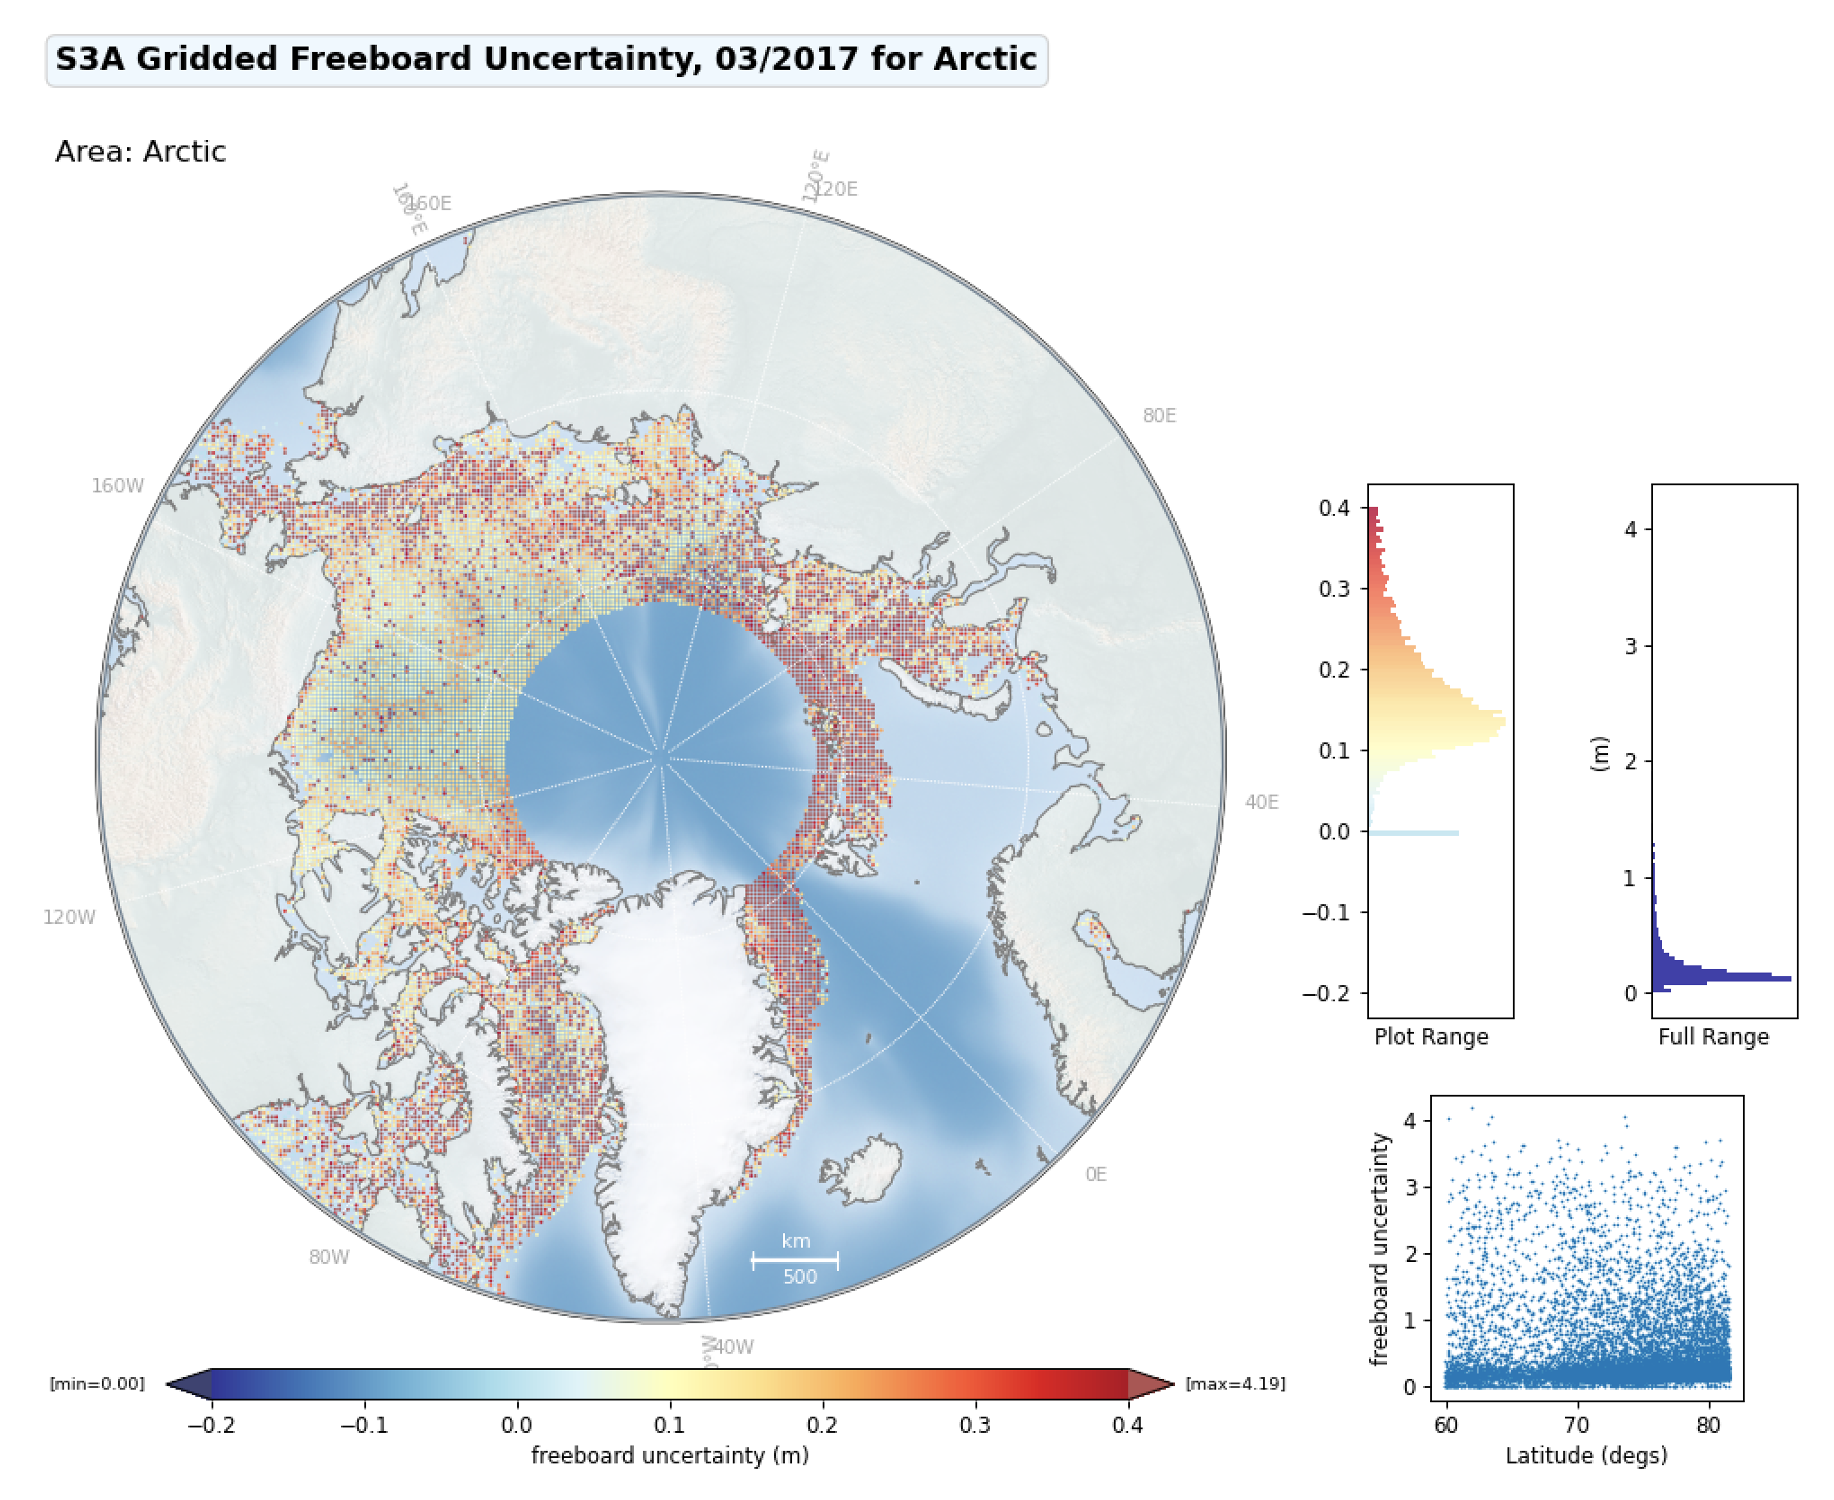 S3A Gridded Freeboard Uncertainty, 03/2017 for Arctic
Area: Arctic
160°E
160E
120°E
120E
80E
160W
40E
120W
0E
80W
40W
km
500
[min=0.00]
[max=4.19]
−0.2
−0.1
0.0
0.1
0.2
0.3
0.4
freeboard uncertainty (m)
0.4
0.3
0.2
0.1
0.0
−0.1
−0.2
Plot Range
(m)
4
3
2
1
0
Full Range
freeboard uncertainty
4
3
2
1
0
60
70
80
Latitude (degs)